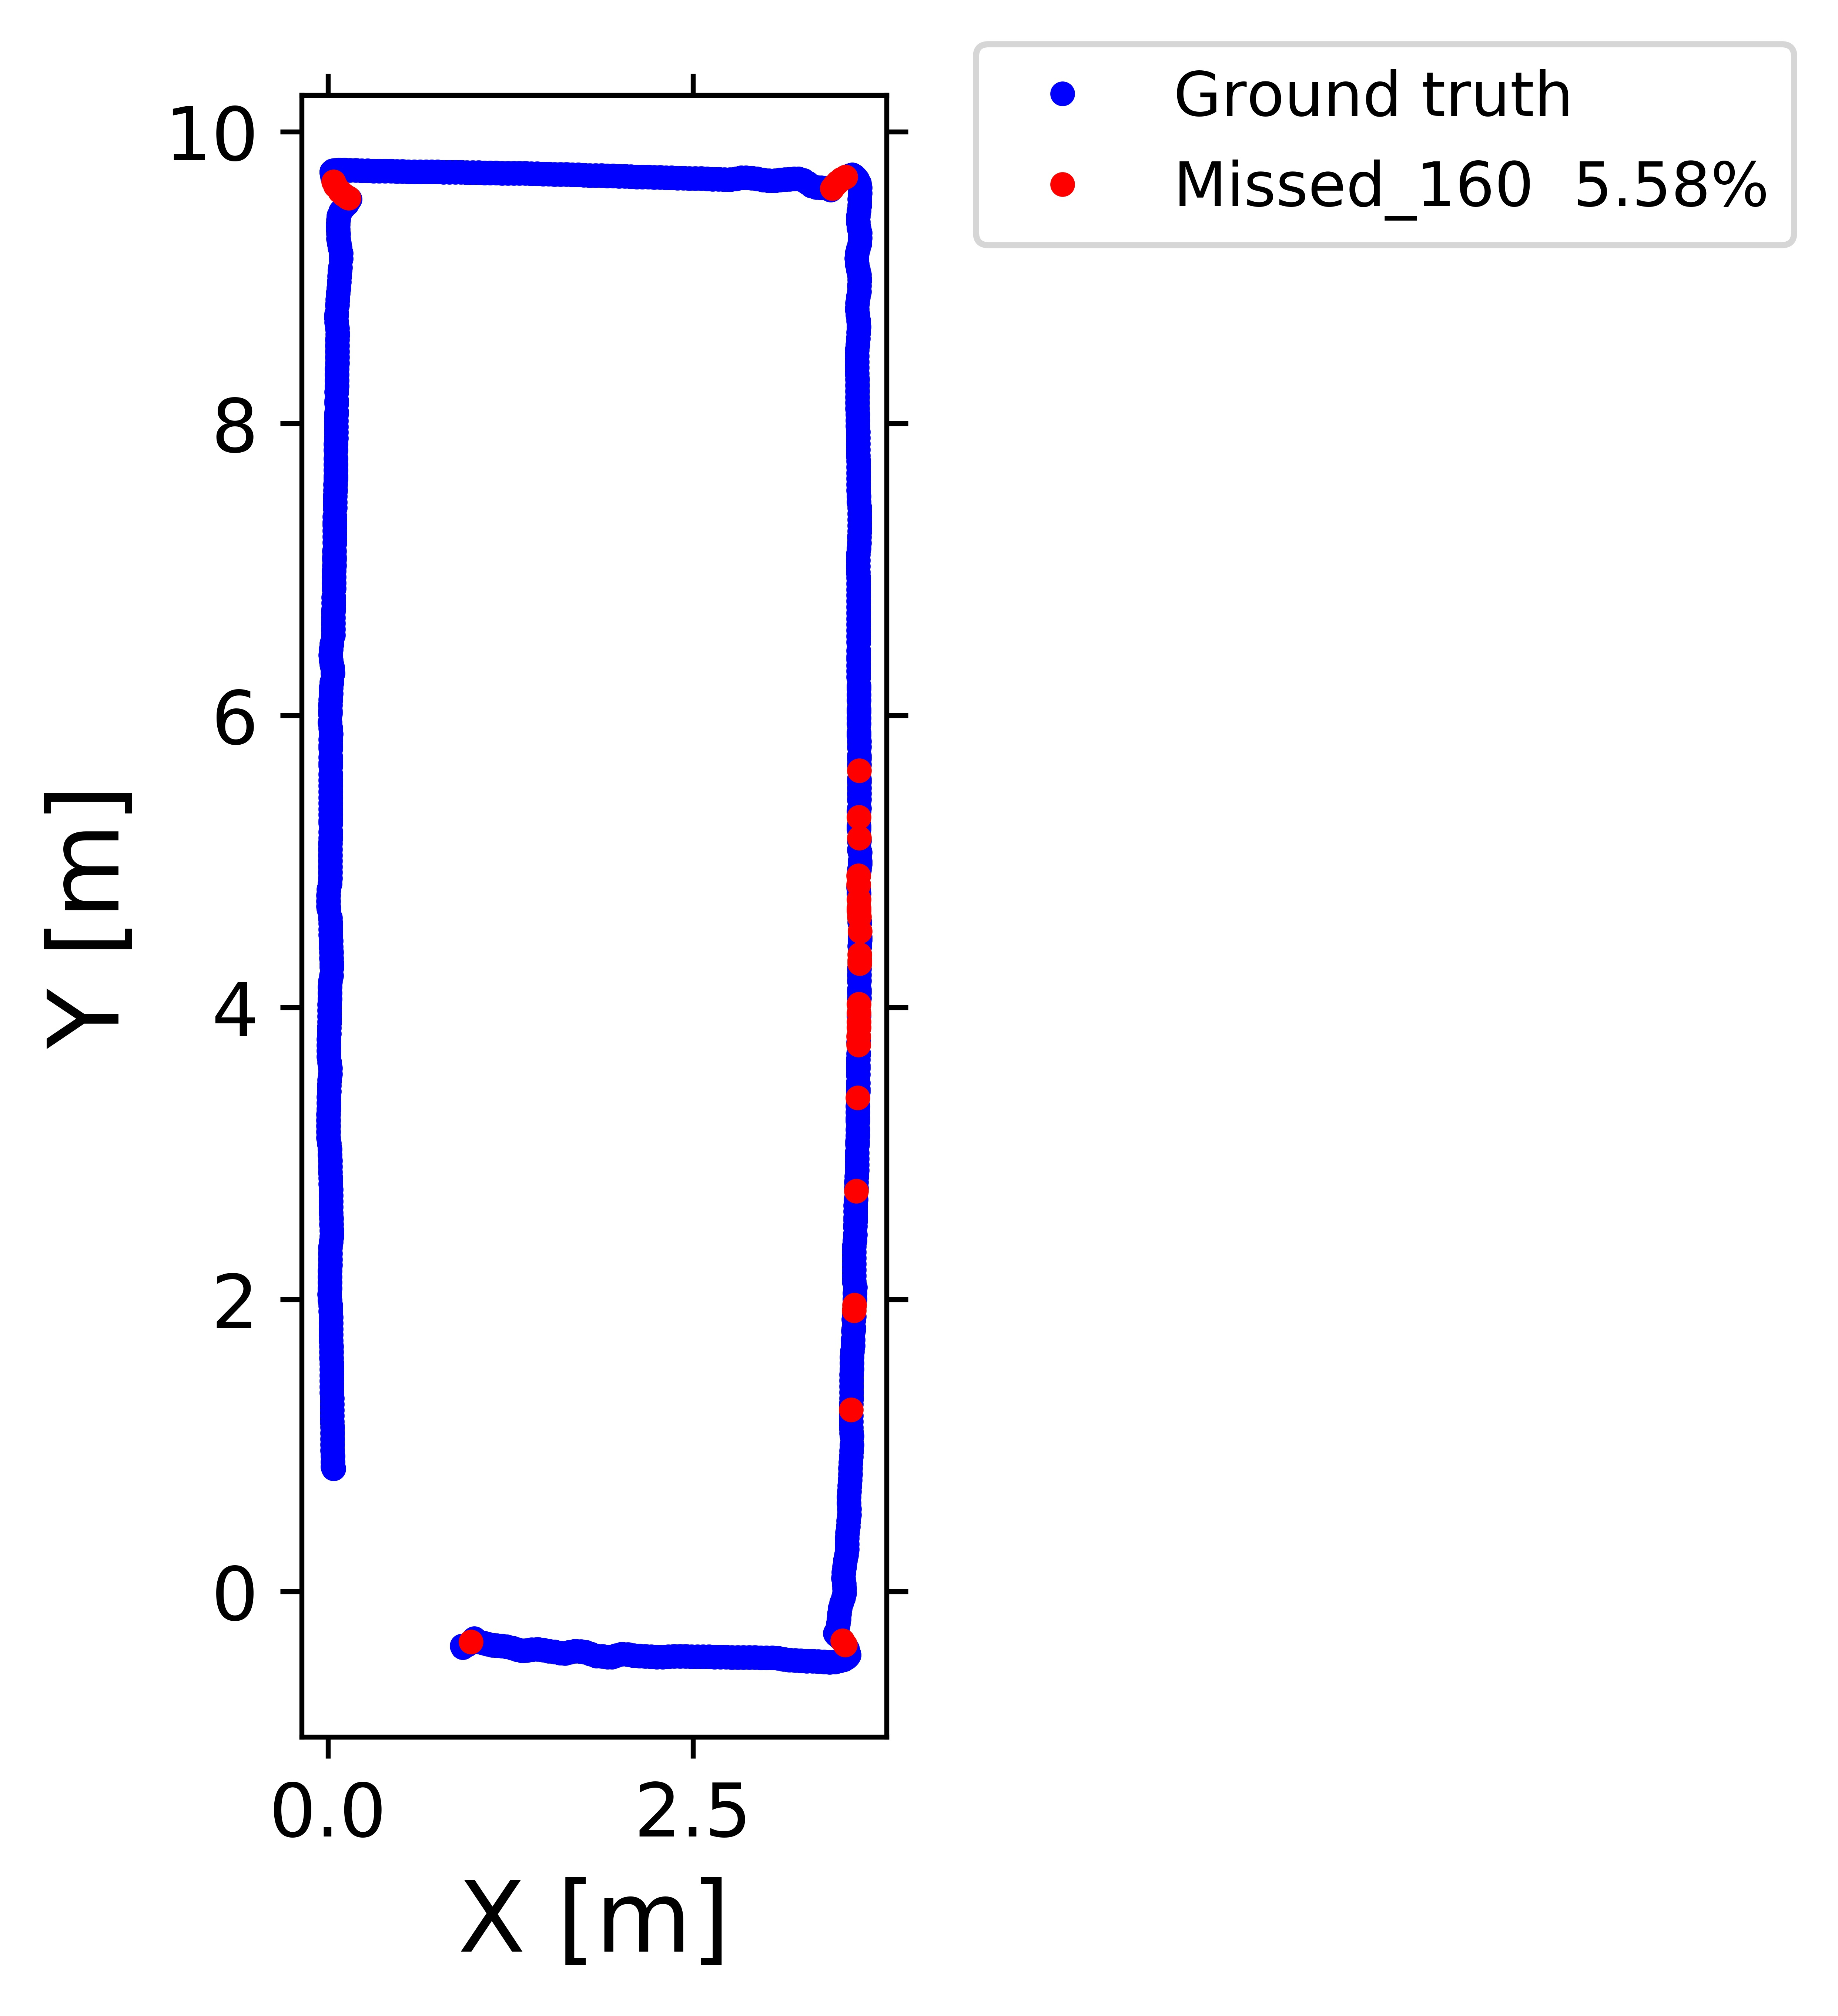 Ground truth
Missed_160 5.58%
10
8
6
4
2
0
Y [m]
0.0 2.5
X [m]